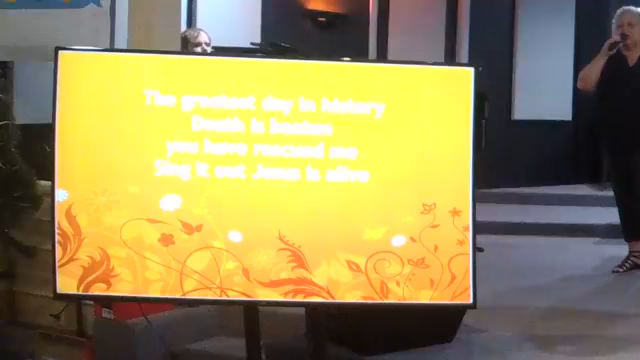 The greatest day in history
Death is beaten
you have rescued me
Sing it out Jesus is alive